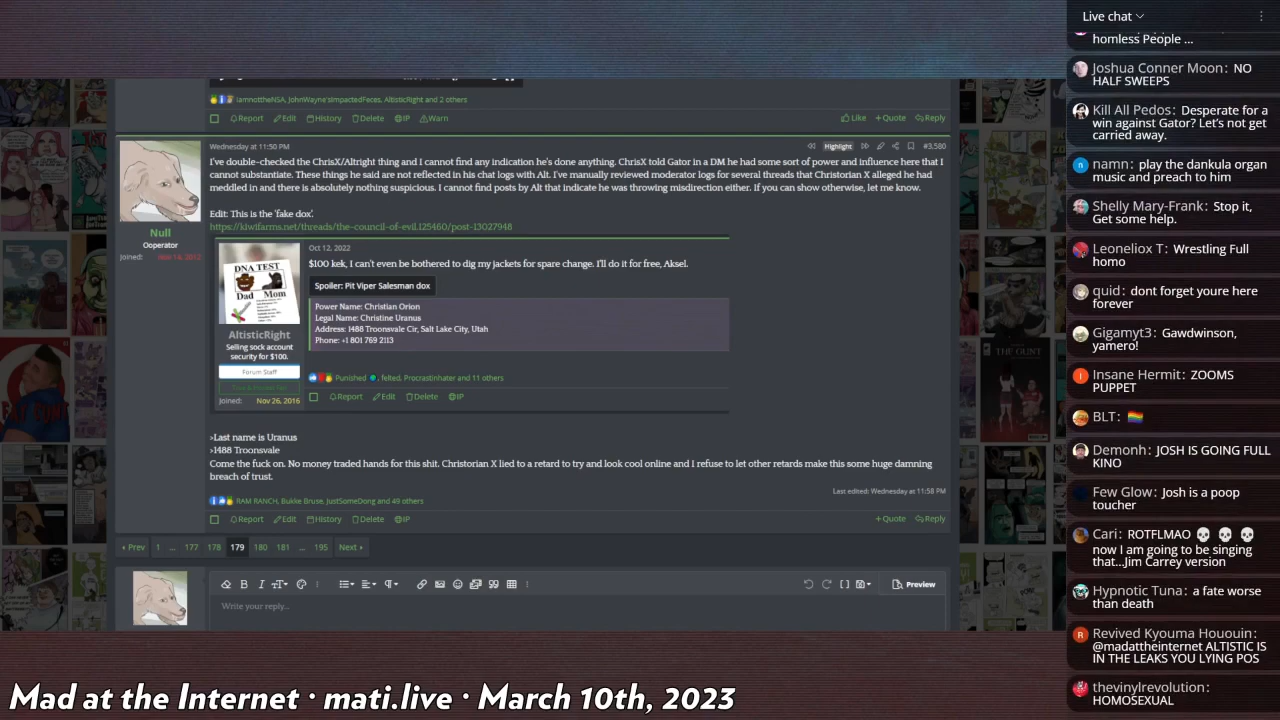 IamnottheNSA, JohnWayne'sImpactedFeces, AltisticRight and 2 others
Report Edit History Delete IP Warn
Like + Quote Reply
Wednesday at 11:50 PM
Highlight
#3,580
I've double-checked the ChrisX/Altright thing and I cannot find any indication he's done anything. ChrisX told Gator in a DM he had some sort of power and influence here that I
cannot substantiate. These things he said are not reflected in his chat logs with Alt. I've manually reviewed moderator logs for several threads that Christorian X alleged he had
meddled in and there is absolutely nothing suspicious. I cannot find posts by Alt that indicate he was throwing misdirection either. If you can show otherwise, let me know.
Edit: This is the 'fake dox'.
https://kiwifarms.net/threads/the-council-of-evil.125460/post-13027948
Null
Ooperator
Joined:
Oct 12, 2022
$100 kek, I can't even be bothered to dig my jackets for spare change. I'll do it for free, Aksel.
Spoiler: Pit Viper Salesman dox
Power Name: Christian Orion
Legal Name: Christine Uranus
Address: 1488 Troonsvale Cir, Salt Lake City, Utah
Phone: +1 801 769 2113
DNA TEST
Dad Mom
AltisticRight
Selling sock account
security for $100.
Forum Staff
Joined: Nov 26, 2016
Punished , felted, Procrastinhater and 11 others
Report Edit Delete IP
>Last name is Uranus
>1488 Troonsvale
Come the fuck on. No money traded hands for this shit. Christorian X lied to a retard to try and look cool online and I refuse to let other retards make this some huge damning
breach of trust.
Last edited: Wednesday at 11:58 PM
RAM RANCH, Bukke Bruse, JustSomeDong and 49 others
Report Edit History Delete IP
+ Quote Reply
Prev 1 ... 177 178 179 180 181 ... 195 Next
Preview
Write your reply...
THE GUNT
Mad at the Internet · mati.live · March 10th, 2023
Live chat
homless People ...
Joshua Conner Moon: NO
HALF SWEEPS
Kill All Pedos: Desperate for a
win against Gator? Let's not get
carried away.
namn: play the dankula organ
music and preach to him
Shelly Mary-Frank: Stop it,
Get some help.
Leoneliox T: Wrestling Full
homo
quid: dont forget youre here
forever
Gigamyt3: Gawdwinson,
yamero!
Insane Hermit: ZOOMS
PUPPET
BLT: 🏳️‍🌈
Demonh: JOSH IS GOING FULL
KINO
Few Glow: Josh is a poop
toucher
Cari: ROTFLMAO 💀 💀 💀
now I am going to be singing
that...Jim Carrey version
Hypnotic Tuna: a fate worse
than death
Revived Kyouma Hououin:
@madattheinternet ALTISTIC IS
IN THE LEAKS YOU LYING POS
thevinylrevolution:
HOMOSEXUAL